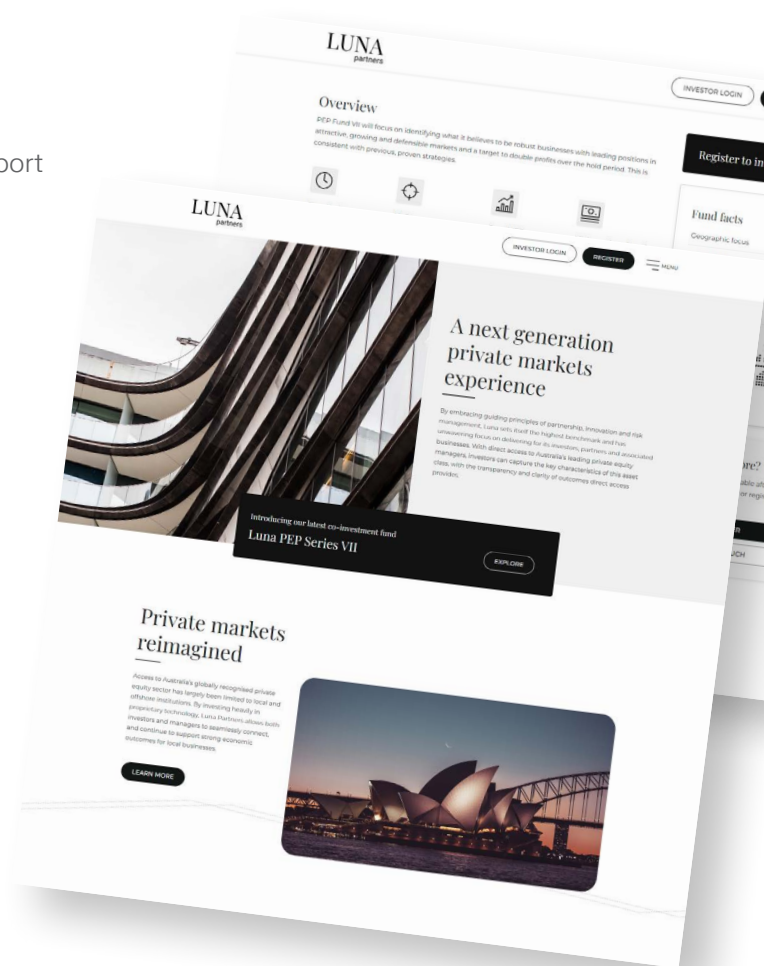 port
LUNA
partners
INVESTOR LOGIN
Overview
PEP Fund VII will focus on identifying what it believes to be robust businesses with leading positions in
attractive, growing and defensible markets and a target to double profits over the hold period. This is
consistent with previous, proven strategies.
Register to in
Fund facts
Geographic focus
LUNA
partners
INVESTOR LOGIN
REGISTER
MENU
A next generation
private markets
experience
By embracing guiding principles of partnership, innovation and risk
management, Luna sets itself the highest benchmark and has
unwavering focus on delivering for its investors, partners and associated
businesses. With direct access to Australia's leading private equity
managers, investors can capture the key characteristics of this asset
class, with the transparency and clarity of outcomes direct access
provides.
ore?
able aft
or regi
R
UCH
Introducing our latest co-investment fund
Luna PEP Series VII
EXPLORE
Private markets
reimagined
Access to Australia's globally recognised private
equity sector has largely been limited to local and
offshore institutions. By investing heavily in
proprietary technology, Luna Partners allows both
investors and managers to seamlessly connect,
and continue to support strong economic
outcomes for local businesses.
LEARN MORE